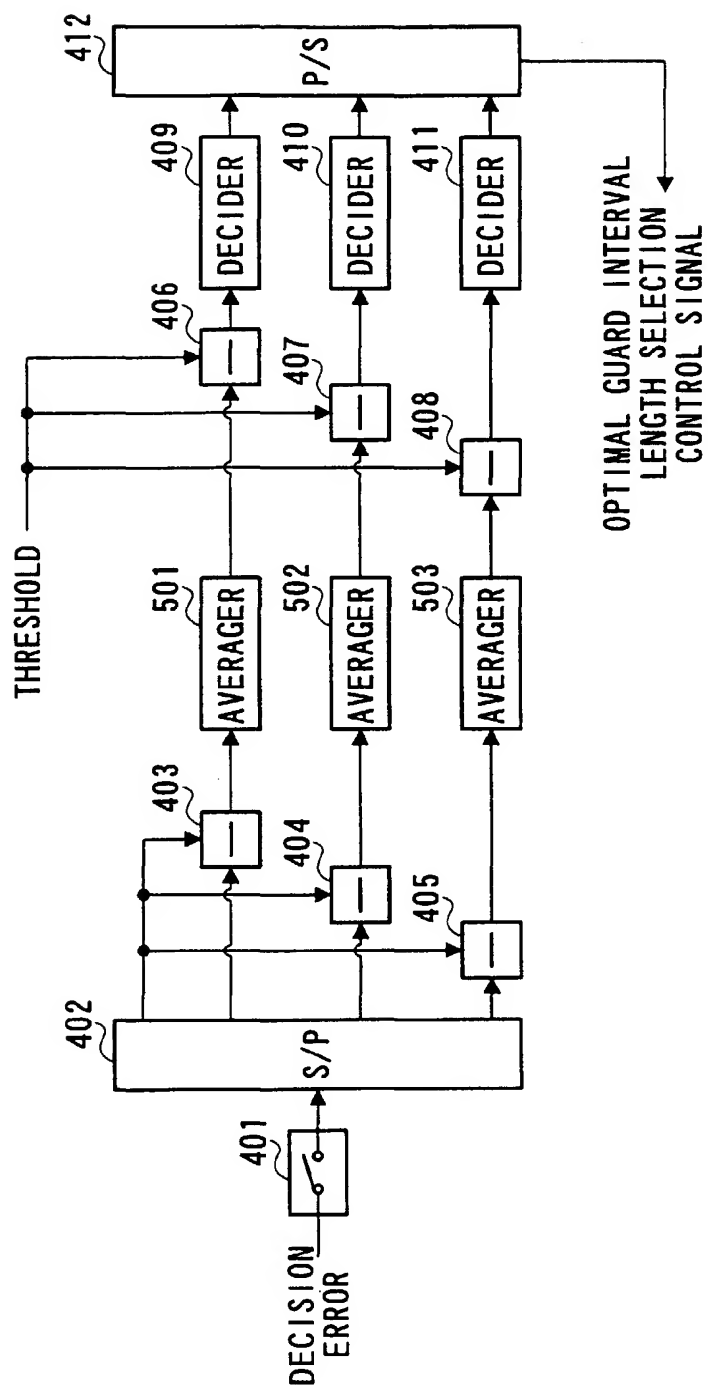 THRESHOLD
DECISION
ERROR
401
402
S/P
403
404
405
501
AVERAGER
502
AVERAGER
503
AVERAGER
406
407
408
409
DECIDER
410
DECIDER
411
DECIDER
412
P/S
OPTIMAL GUARD INTERVAL
LENGTH SELECTION
CONTROL SIGNAL